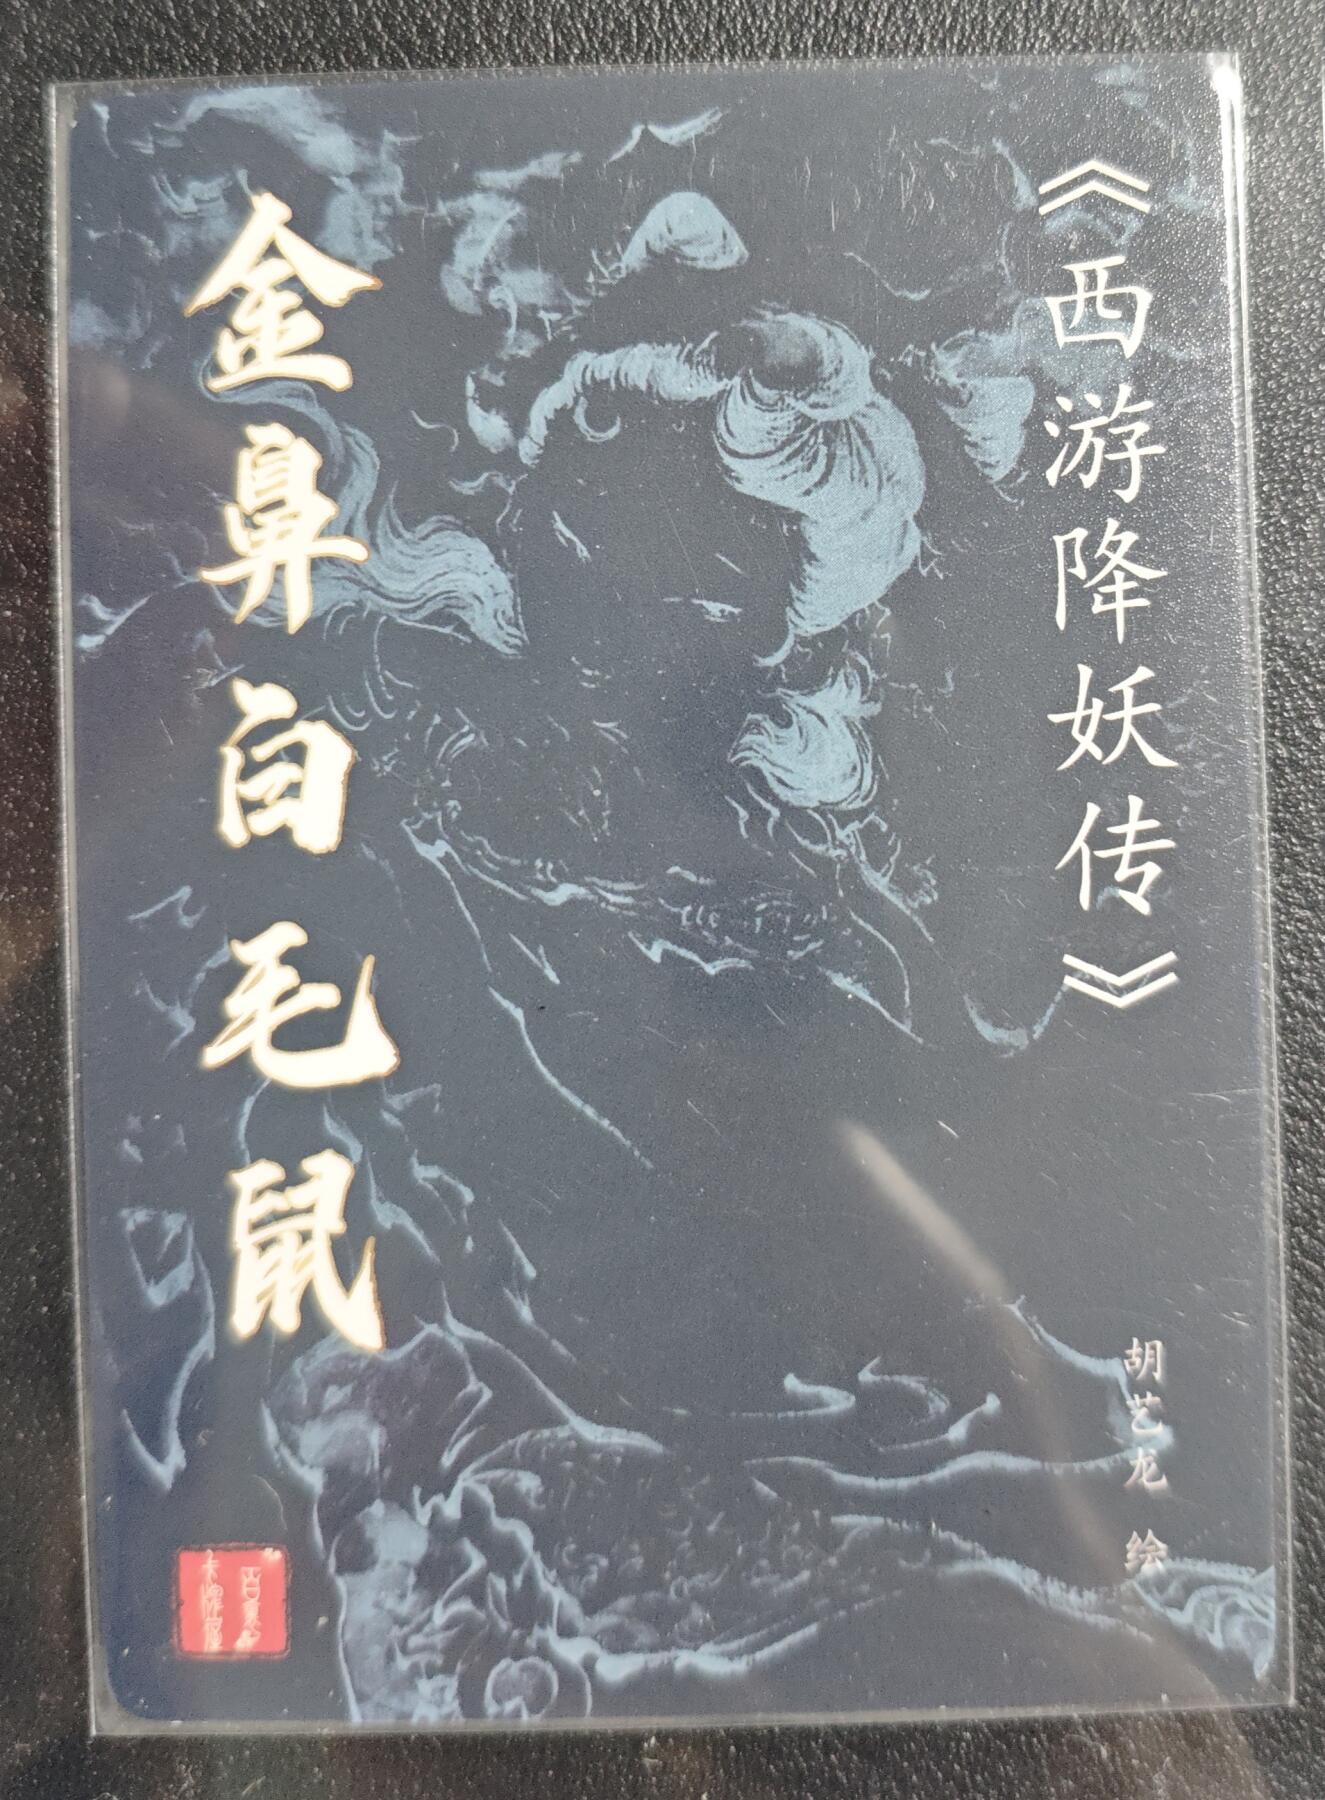 《西游降妖传》
胡艺龙 绘
金鼻白毛鼠